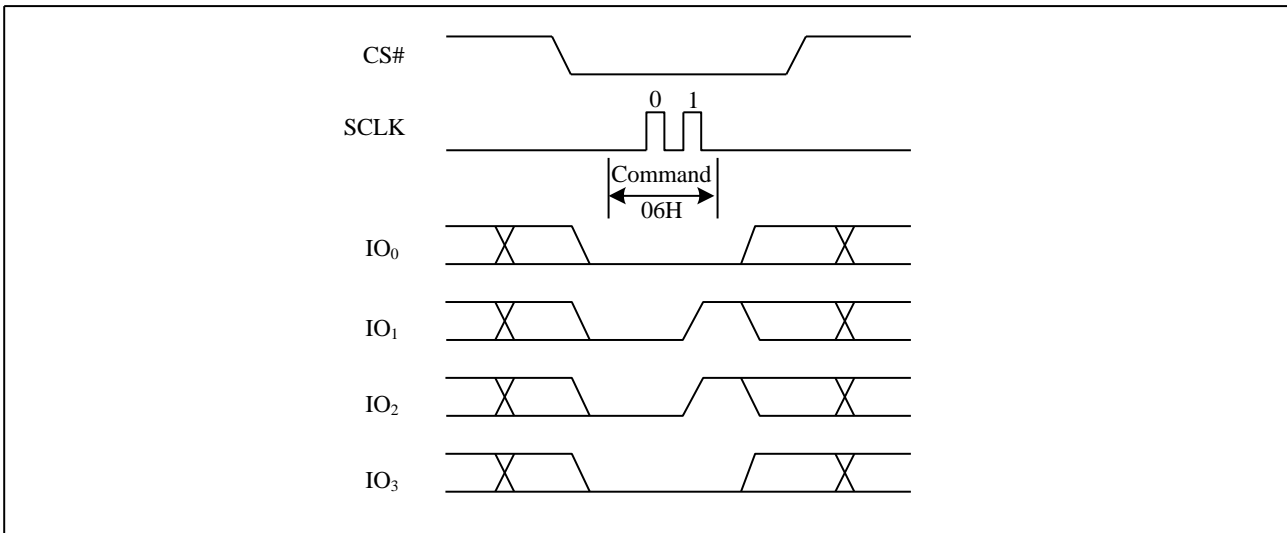 CS#
0 1
SCLK
Command
06H
IO₀
IO₁
IO₂
IO₃